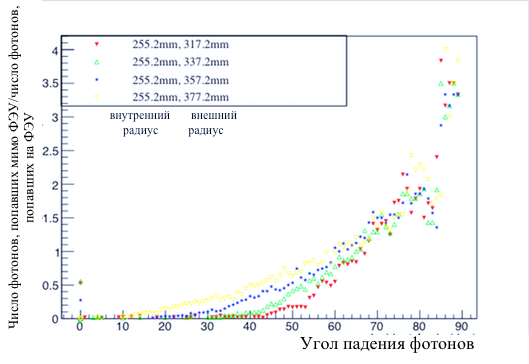 Число фотонов, попавших мимо ФЭУ/число фотонов,
попавших на ФЭУ
4
3.5
3
2.5
2
1.5
1
0.5
0
255.2mm, 317.2mm
255.2mm, 337.2mm
255.2mm, 357.2mm
255.2mm, 377.2mm
внутренний внешний
радиус радиус
0 10 20 30 40 50 60 70 80 90
Угол падения фотонов